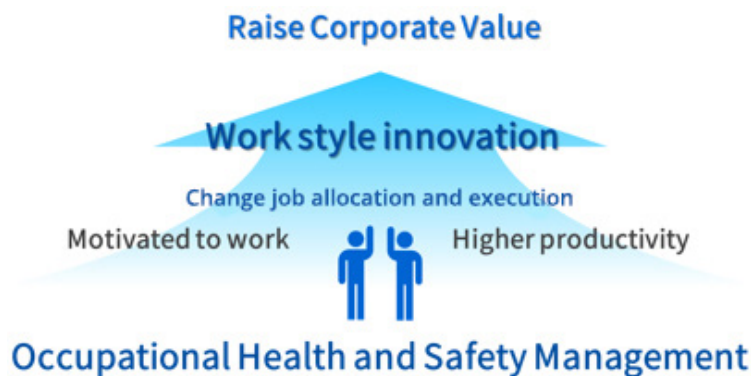 Raise Corporate Value
Work style innovation
Change job allocation and execution
Motivated to work
Higher productivity
Occupational Health and Safety Management